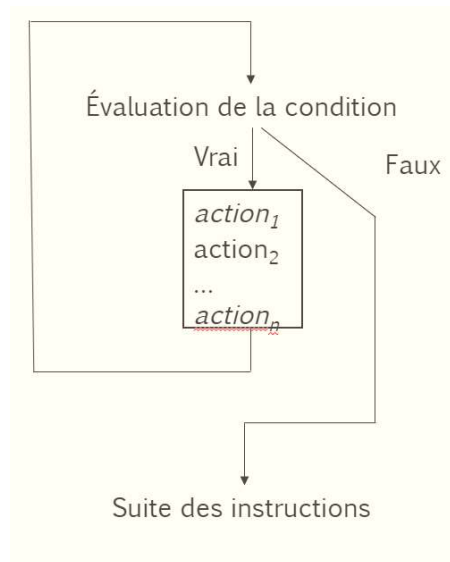 Évaluation de la condition
Vrai
Faux
action₁
action₂
...
actionₙ
Suite des instructions